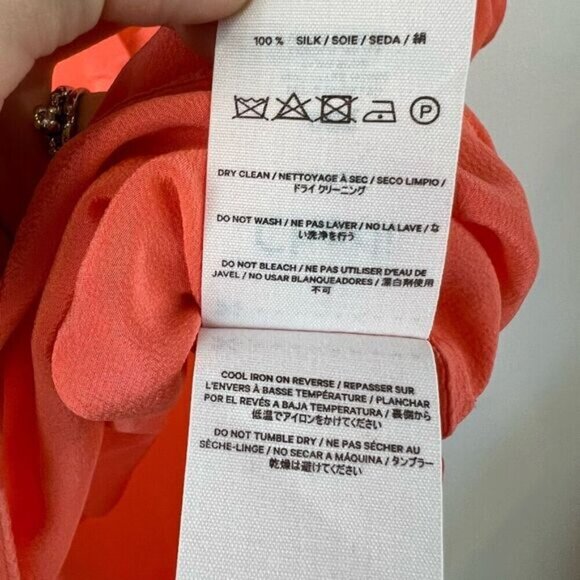 100 % SILK / SOIE / SEDA / 絹
P
DRY CLEAN / NETTOYAGE À SEC / SECO LIMPIO /
ドライ クリーニング
DO NOT WASH / NE PAS LAVER / NO LA LAVE / な
い洗浄を行う
DO NOT BLEACH / NE PAS UTILISER D'EAU DE
JAVEL / NO USAR BLANQUEADORES / 漂白剤使用
不可
COOL IRON ON REVERSE / REPASSER SUR
L'ENVERS À BASSE TEMPÉRATURE / PLANCHAR
POR EL REVÉS A BAJA TEMPERATURA / 裏側から
低温でアイロンをかけてください
DO NOT TUMBLE DRY / NE PAS SÉCHER AU
SÈCHE-LINGE / NO SECAR A MÁQUINA / タンブラー
乾燥は避けてください